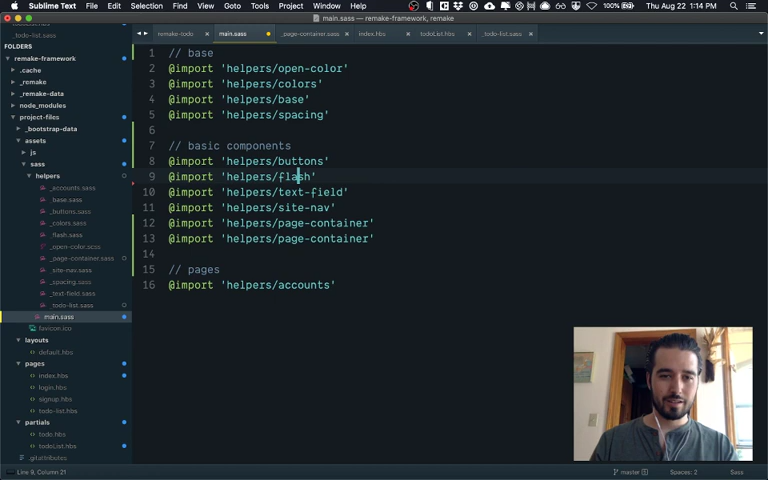 Sublime Text File Edit Selection Find View Goto Tools Project Window Help 100% Thu Aug 22 1:14 PM
main.sass — remake-framework, remake
_todo-list.sass
remake-todo main.sass _page-container.sass index.hbs todoList.hbs _todo-list.sass
FOLDERS
remake-framework
.cache
_remake
_remake-data
node_modules
project-files
_bootstrap-data
assets
js
sass
helpers
_accounts.sass
_base.sass
_buttons.sass
_colors.sass
_flash.sass
_open-color.scss
_page-container.sass
_site-nav.sass
_spacing.sass
_text-field.sass
_todo-list.sass
main.sass
favicon.ico
layouts
default.hbs
pages
index.hbs
login.hbs
signup.hbs
todo-list.hbs
partials
todo.hbs
todoList.hbs
.gitattributes
1 // base
2 @import 'helpers/open-color'
3 @import 'helpers/colors'
4 @import 'helpers/base'
5 @import 'helpers/spacing'
6
7 // basic components
8 @import 'helpers/buttons'
9 @import 'helpers/flash'
10 @import 'helpers/text-field'
11 @import 'helpers/site-nav'
12 @import 'helpers/page-container'
13 @import 'helpers/page-container'
14
15 // pages
16 @import 'helpers/accounts'
Line 9, Column 21 master Spaces: 2 Sass